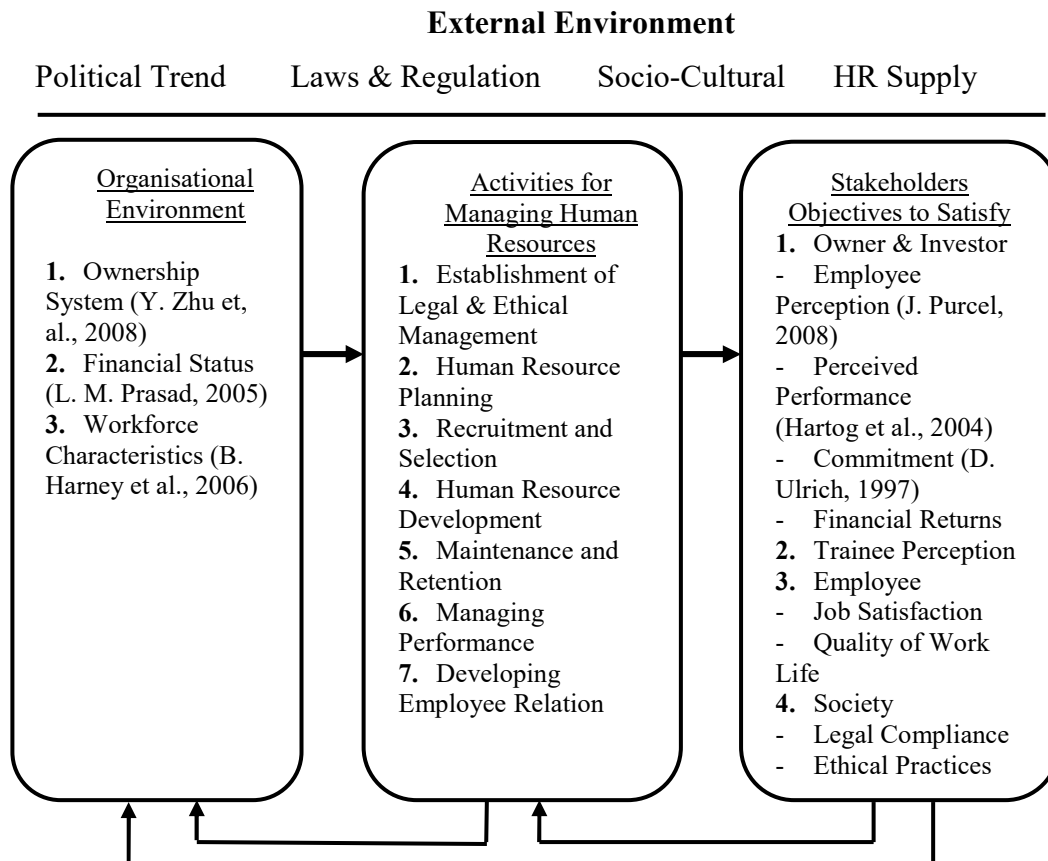 External Environment
Political Trend Laws & Regulation Socio-Cultural HR Supply
Organisational
Environment
1. Ownership
System (Y. Zhu et,
al., 2008)
2. Financial Status
(L. M. Prasad, 2005)
3. Workforce
Characteristics (B.
Harney et al., 2006)
Activities for
Managing Human
Resources
1. Establishment of
Legal & Ethical
Management
2. Human Resource
Planning
3. Recruitment and
Selection
4. Human Resource
Development
5. Maintenance and
Retention
6. Managing
Performance
7. Developing
Employee Relation
Stakeholders
Objectives to Satisfy
1. Owner & Investor
- Employee
Perception (J. Purcel,
2008)
- Perceived
Performance
(Hartog et al., 2004)
- Commitment (D.
Ulrich, 1997)
- Financial Returns
2. Trainee Perception
3. Employee
- Job Satisfaction
- Quality of Work
Life
4. Society
- Legal Compliance
- Ethical Practices